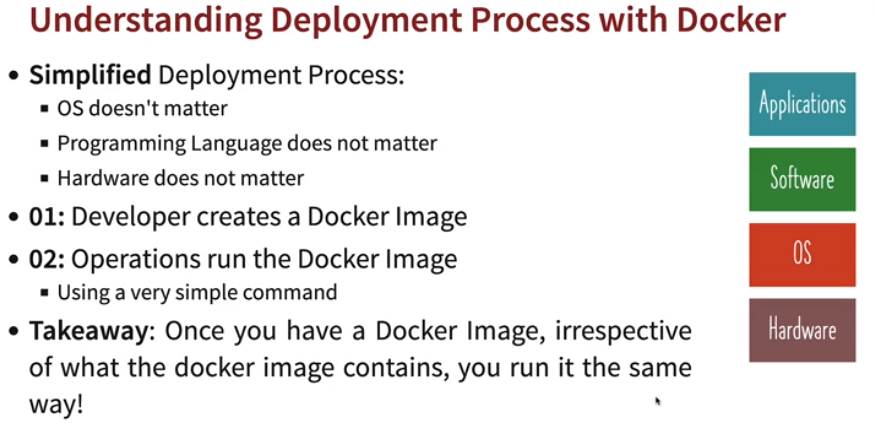 Understanding Deployment Process with Docker
• Simplified Deployment Process:
▪ OS doesn't matter
▪ Programming Language does not matter
▪ Hardware does not matter
• 01: Developer creates a Docker Image
• 02: Operations run the Docker Image
▪ Using a very simple command
• Takeaway: Once you have a Docker Image, irrespective
of what the docker image contains, you run it the same
way!
Applications
Software
OS
Hardware